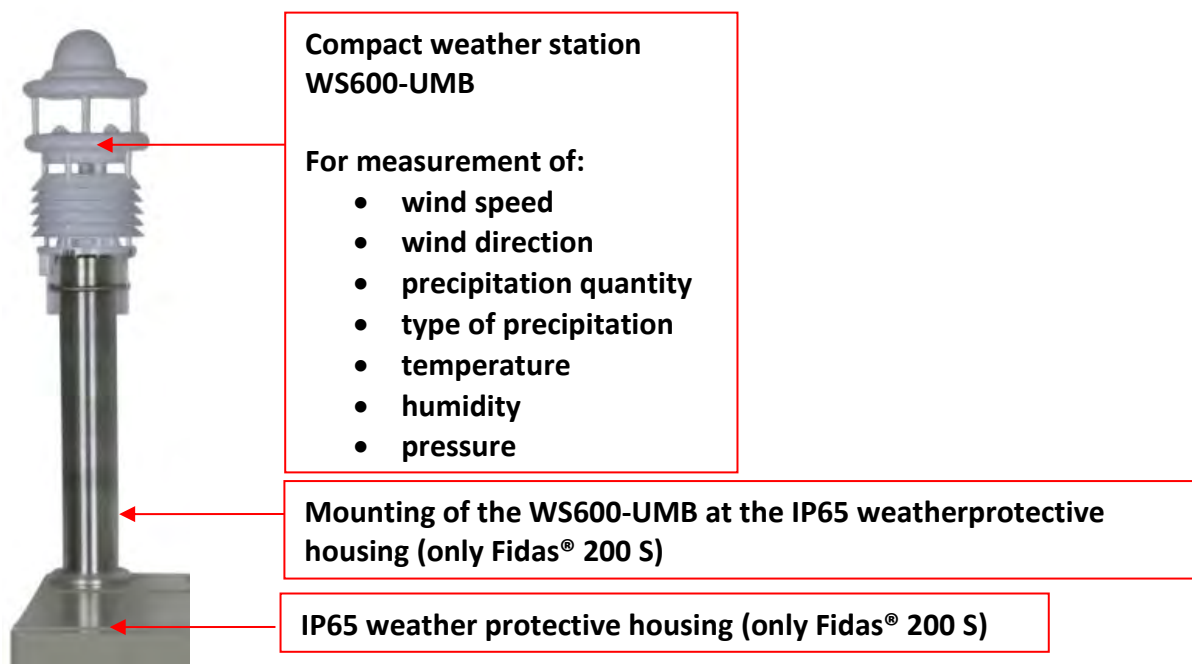 Compact weather station
WS600-UMB
For measurement of:
• wind speed
• wind direction
• precipitation quantity
• type of precipitation
• temperature
• humidity
• pressure
Mounting of the WS600-UMB at the IP65 weatherprotective
housing (only Fidas® 200 S)
IP65 weather protective housing (only Fidas® 200 S)